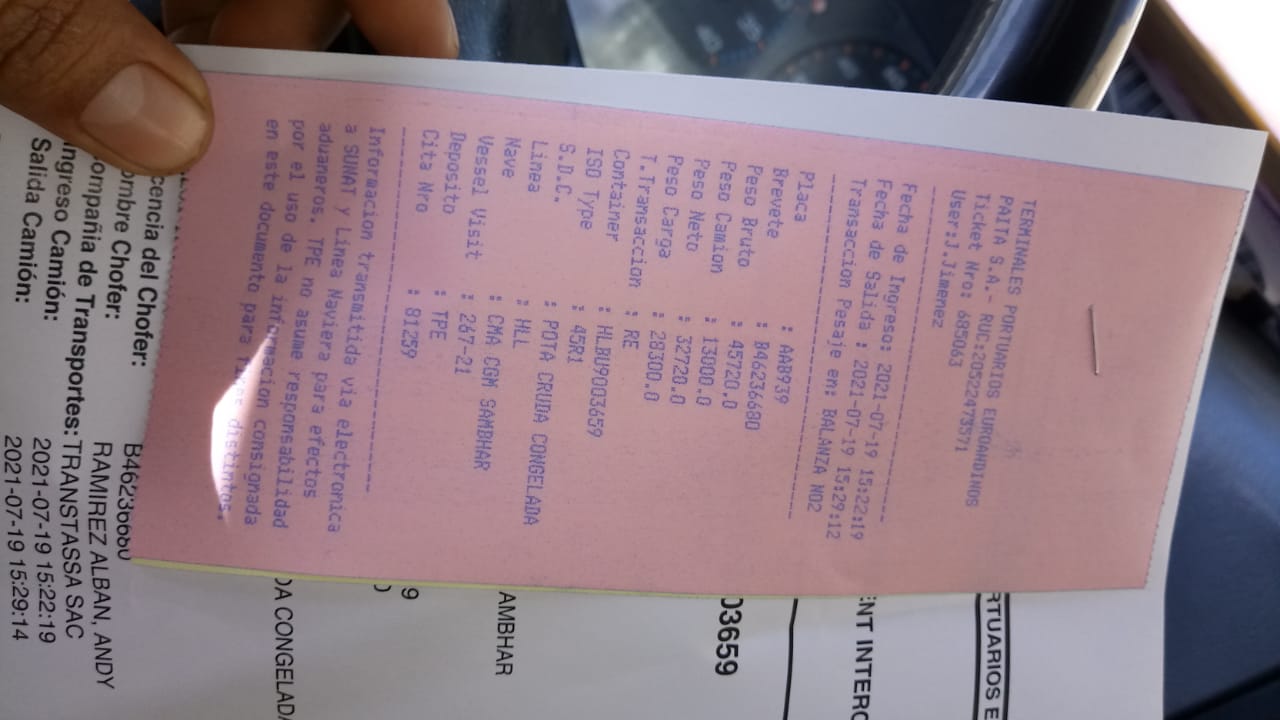 TERMINALES PORTUARIOS EUROANDINOS
PAITA S.A.- RUC:20522473571
Ticket Nro: 685063
User:J.Jimenez
--------------------------------
Fecha de Ingreso: 2021-07-19 15:22:19
Fecha de Salida : 2021-07-19 15:29:12
Transaccion Pesaje en: BALANZA NO2
--------------------------------
Placa : AAB939
Brevete : B46236680
Peso Bruto : 45720.0
Peso Camion : 13000.0
Peso Neto : 32720.0
Peso Carga : 28300.0
T.Transaccion : RE
Container : HLBU9003659
ISO Type : 45R1
S.D.C. : POTA CRUDA CONGELADA
Linea : HLL
Nave : CMA CGM SAMBHAR
Vessel Visit : 267-21
Deposito : TPE
Cita Nro : 81259
--------------------------------
Informacion transmitida via electronica
a SUNAT y Linea Naviera para efectos
aduaneros. TPE no asume responsabilidad
por el uso de la informacion consignada
en este documento para fines distintos.
RTUARIOS E
ENT INTERC
03659
AMBHAR
9
DA CONGELADA
cencia del Chofer: B46236680
ombre Chofer: RAMIREZ ALBAN, ANDY
ompañia de Transportes: TRANSTASSA SAC
ngreso Camión: 2021-07-19 15:22:19
Salida Camión: 2021-07-19 15:29:14